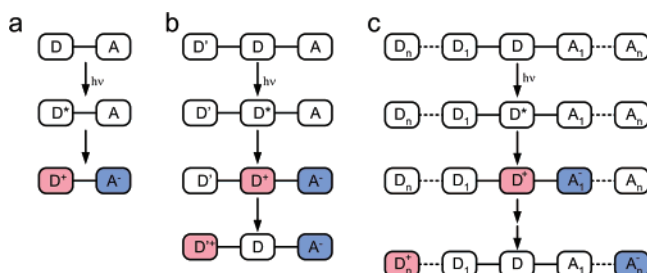 a b c
D A D' D A Dₙ D₁ D A₁ Aₙ
hν hν hν
D* A D' D* A Dₙ D₁ D* A₁ Aₙ
D⁺ A⁻ D' D⁺ A⁻ Dₙ D₁ D⁺ A₁⁻ Aₙ
D'⁺ D A⁻ Dₙ⁺ D₁ D A₁ Aₙ⁻